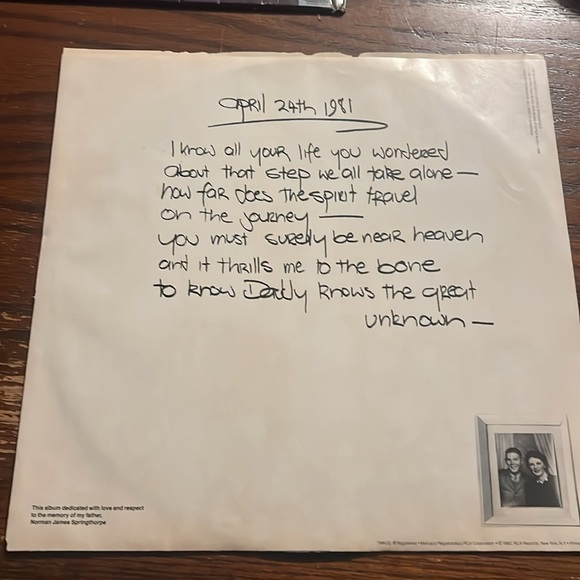 April 24th 1981
I know all your life you wondered
about that step we all take alone —
how far does the spirit travel
on the journey —
you must surely be near heaven
and it thrills me to the bone
to know Daddy knows the great
unknown —
This album dedicated with love and respect
to the memory of my father,
Norman James Springthorpe